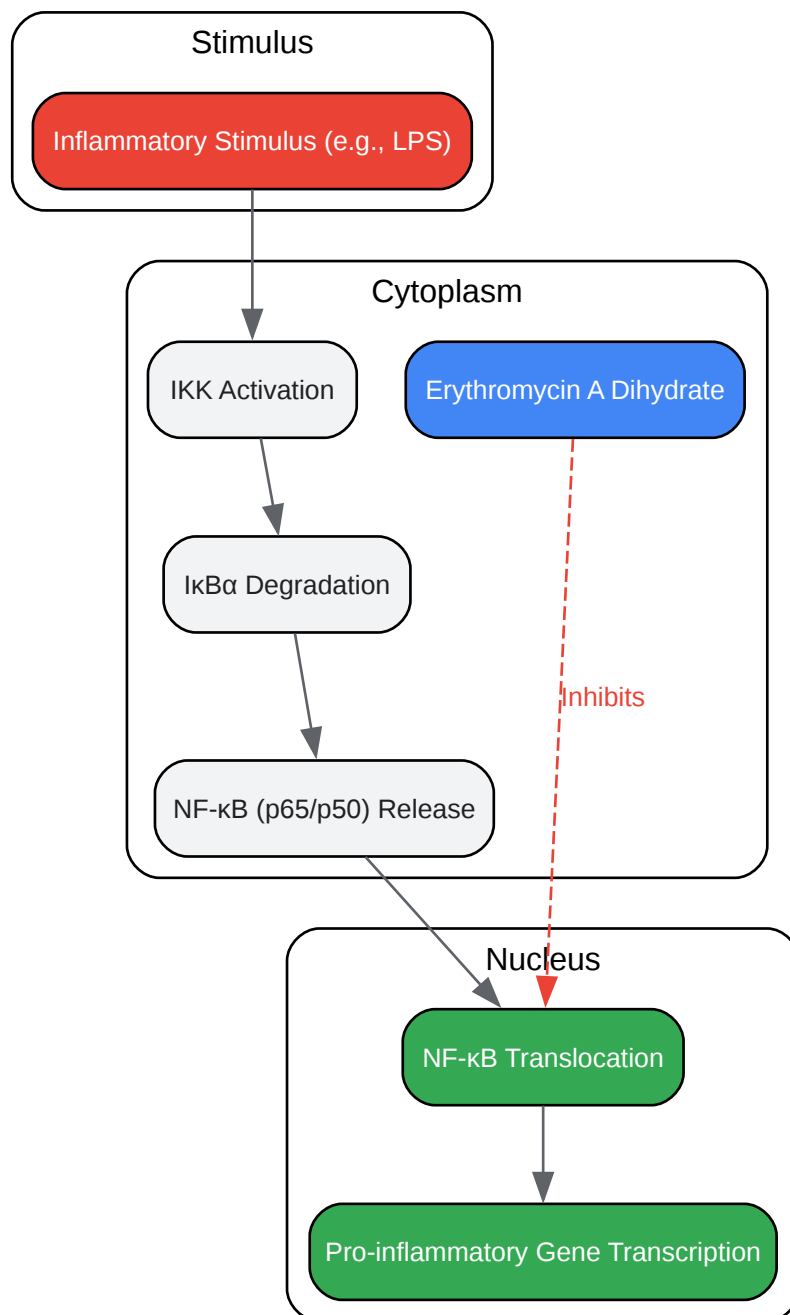 Stimulus
Inflammatory Stimulus (e.g., LPS)
Cytoplasm
IKK Activation
Erythromycin A Dihydrate
IκBα Degradation
Inhibits
NF-κB (p65/p50) Release
Nucleus
NF-κB Translocation
Pro-inflammatory Gene Transcription